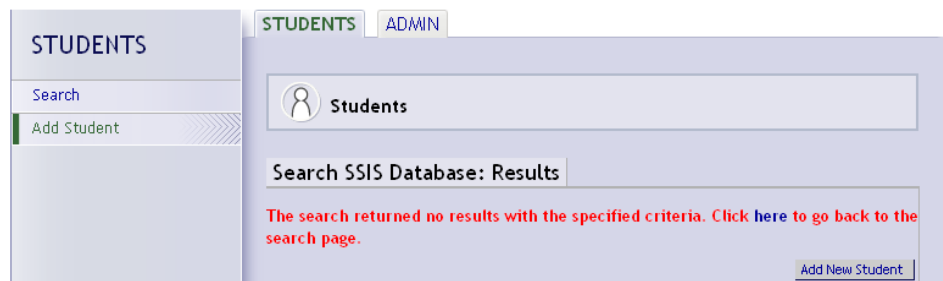 STUDENTS ADMIN
STUDENTS
Search
Add Student
Students
Search SSIS Database: Results
The search returned no results with the specified criteria. Click here to go back to the
search page.
Add New Student